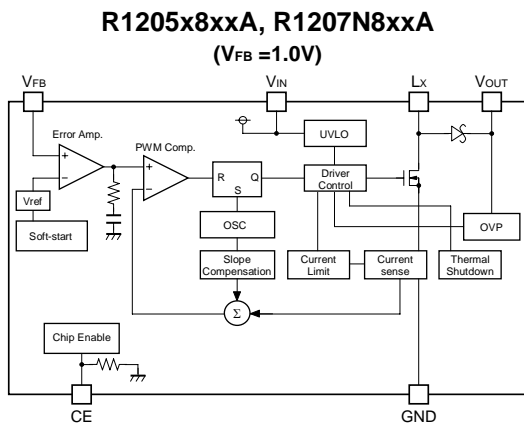 R1205x8xxA, R1207N8xxA
(VFB =1.0V)
VFB
VIN
LX
VOUT
Error Amp.
PWM Comp.
UVLO
+
−
+
−
R
Q
S
Driver
Control
Vref
Soft-start
OSC
OVP
Slope
Compensation
Current
Limit
Current
sense
Thermal
Shutdown
Σ
Chip Enable
CE
GND